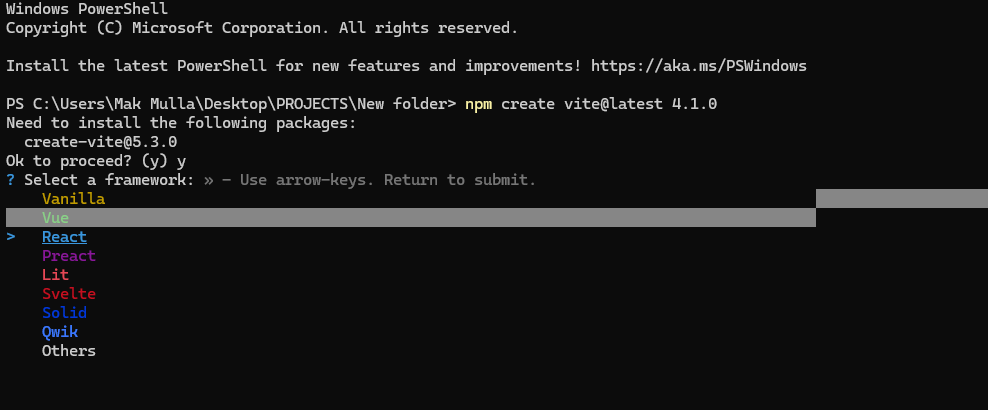 Windows PowerShell
Copyright (C) Microsoft Corporation. All rights reserved.
Install the latest PowerShell for new features and improvements! https://aka.ms/PSWindows
PS C:\Users\Mak Mulla\Desktop\PROJECTS\New folder> npm create vite@latest 4.1.0
Need to install the following packages:
  create-vite@5.3.0
Ok to proceed? (y) y
? Select a framework: » - Use arrow-keys. Return to submit.
    Vanilla
    Vue
>   React
    Preact
    Lit
    Svelte
    Solid
    Qwik
    Others